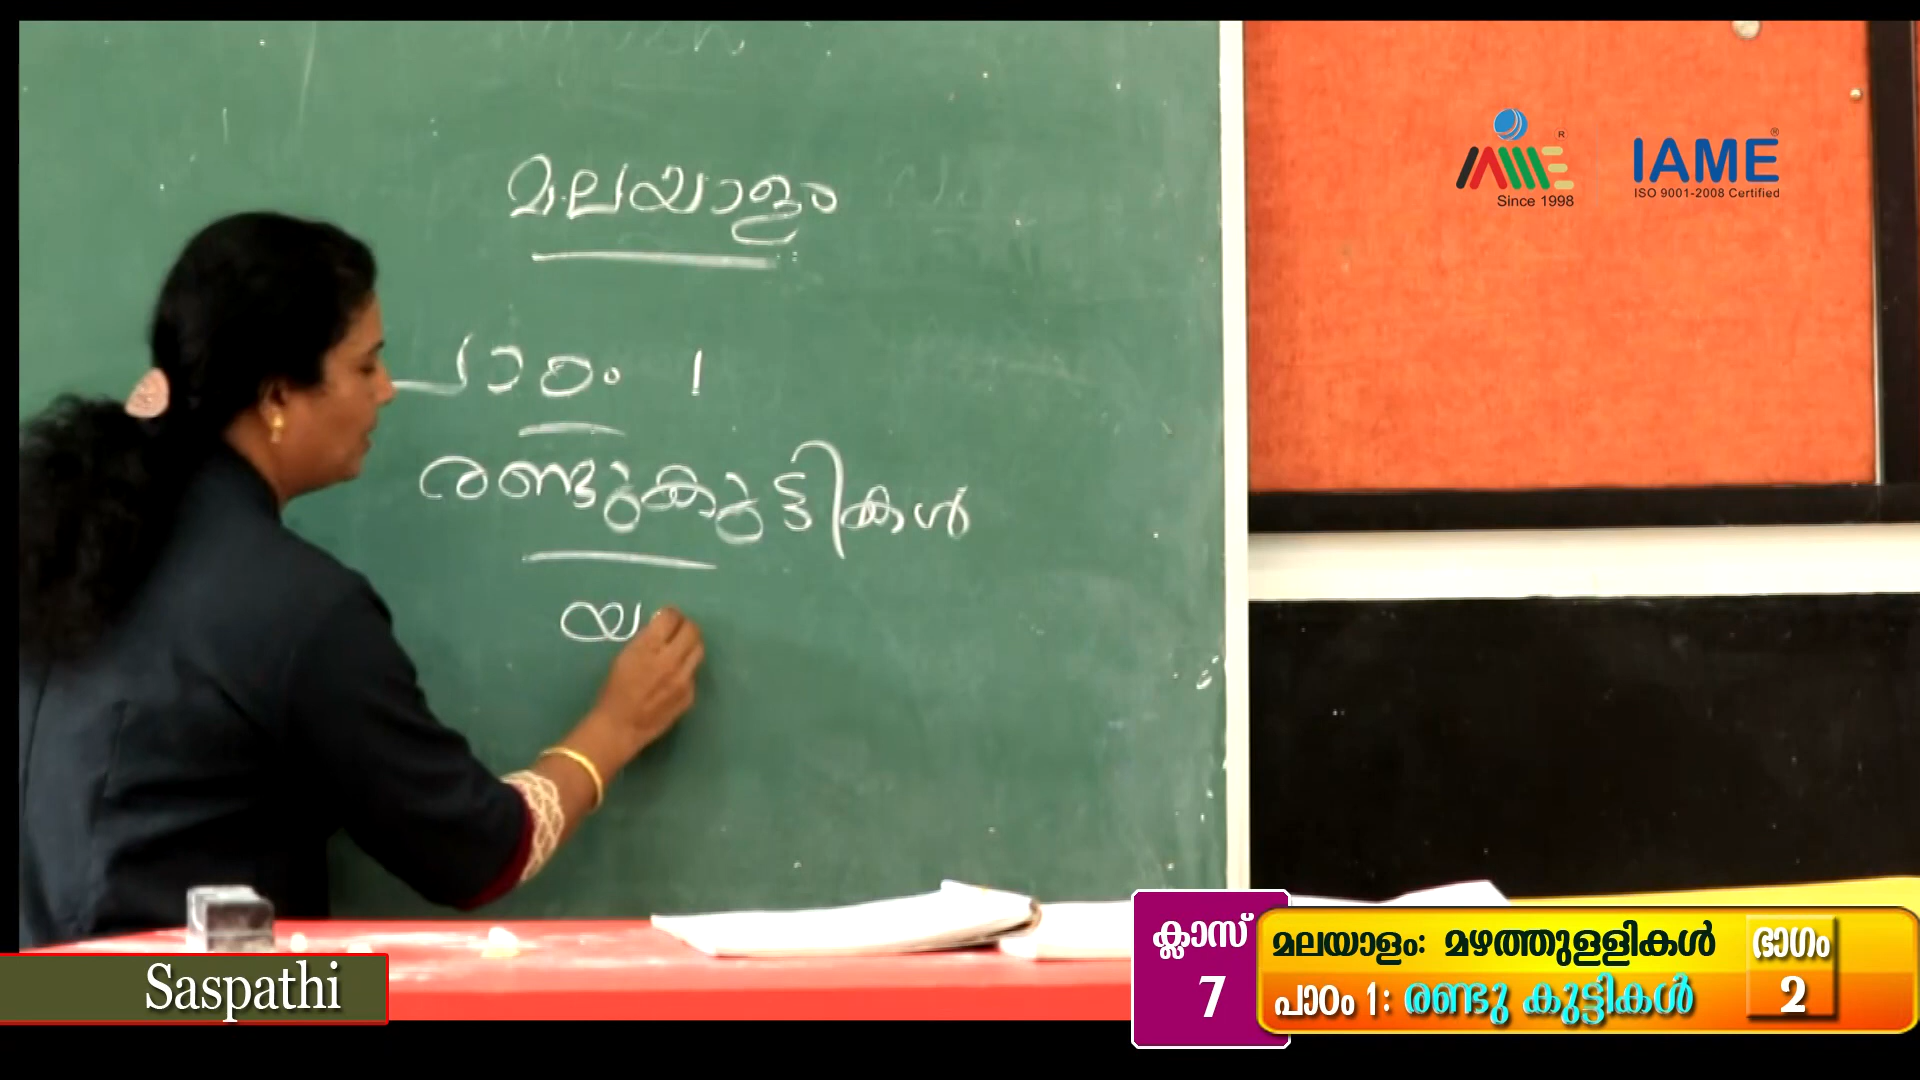 മലയാളം
പാഠം 1
രണ്ടുകുട്ടികൾ
യ
R
Since 1998
IAME®
ISO 9001-2008 Certified
Saspathi
ക്ലാസ്
7
മലയാളം: മഴത്തുള്ളികൾ
പാഠം 1: രണ്ടു കുട്ടികൾ
ഭാഗം
2